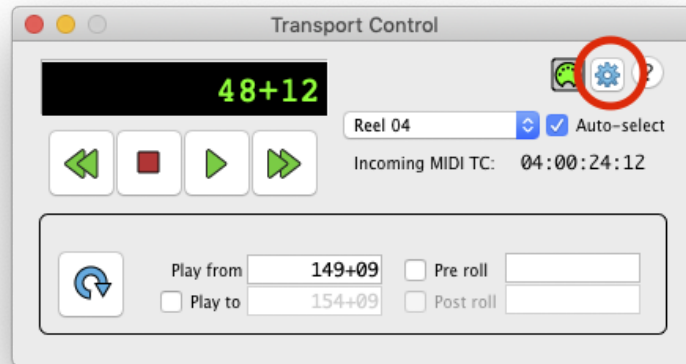 Transport Control
48+12
?
Reel 04
Auto-select
Incoming MIDI TC: 04:00:24:12
Play from 149+09 Pre roll
Play to 154+09 Post roll